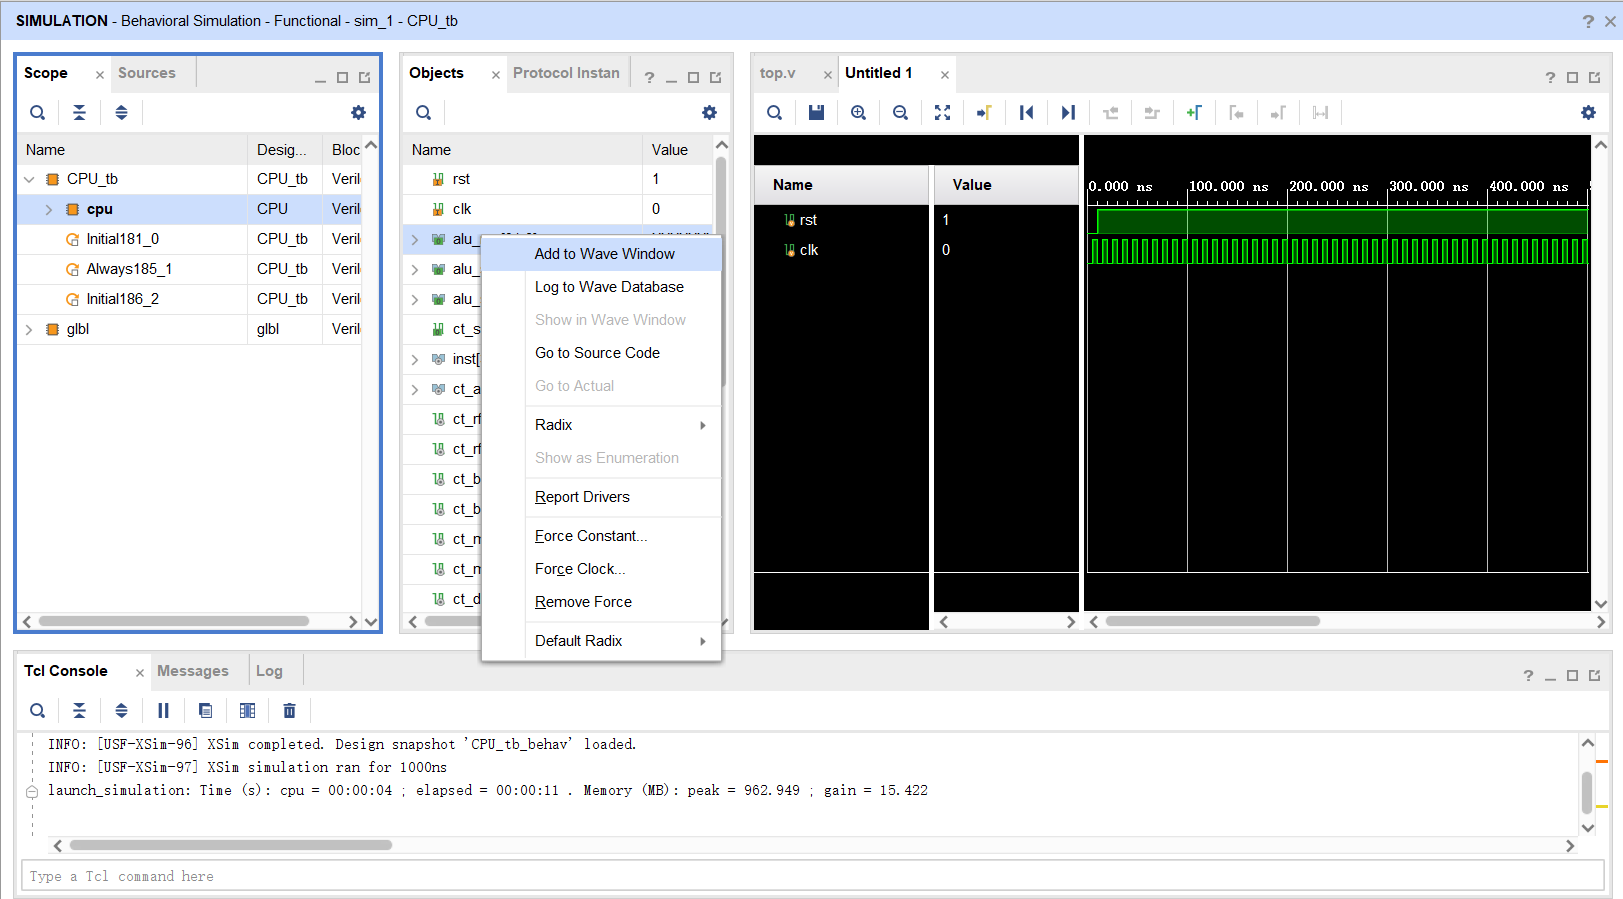 SIMULATION - Behavioral Simulation - Functional - sim_1 - CPU_tb
Scope
Sources
Name
Desig...
Bloc
CPU_tb
CPU_tb
Veril
cpu
CPU
Veril
Initial181_0
CPU_tb
Veril
Always185_1
CPU_tb
Veril
Initial186_2
CPU_tb
Veril
glbl
glbl
Veril
Objects
Protocol Instan
Name
Value
rst
1
clk
0
alu_
alu_
alu_
ct_s
inst[
ct_a
ct_rf
ct_rf
ct_b
ct_b
ct_m
ct_m
ct_d
Add to Wave Window
Log to Wave Database
Show in Wave Window
Go to Source Code
Go to Actual
Radix
Show as Enumeration
Report Drivers
Force Constant...
Force Clock...
Remove Force
Default Radix
top.v
Untitled 1
Name
Value
rst
1
clk
0
0.000 ns
100.000 ns
200.000 ns
300.000 ns
400.000 ns
Tcl Console
Messages
Log
INFO: [USF-XSim-96] XSim completed. Design snapshot 'CPU_tb_behav' loaded.
INFO: [USF-XSim-97] XSim simulation ran for 1000ns
launch_simulation: Time (s): cpu = 00:00:04 ; elapsed = 00:00:11 . Memory (MB): peak = 962.949 ; gain = 15.422
Type a Tcl command here